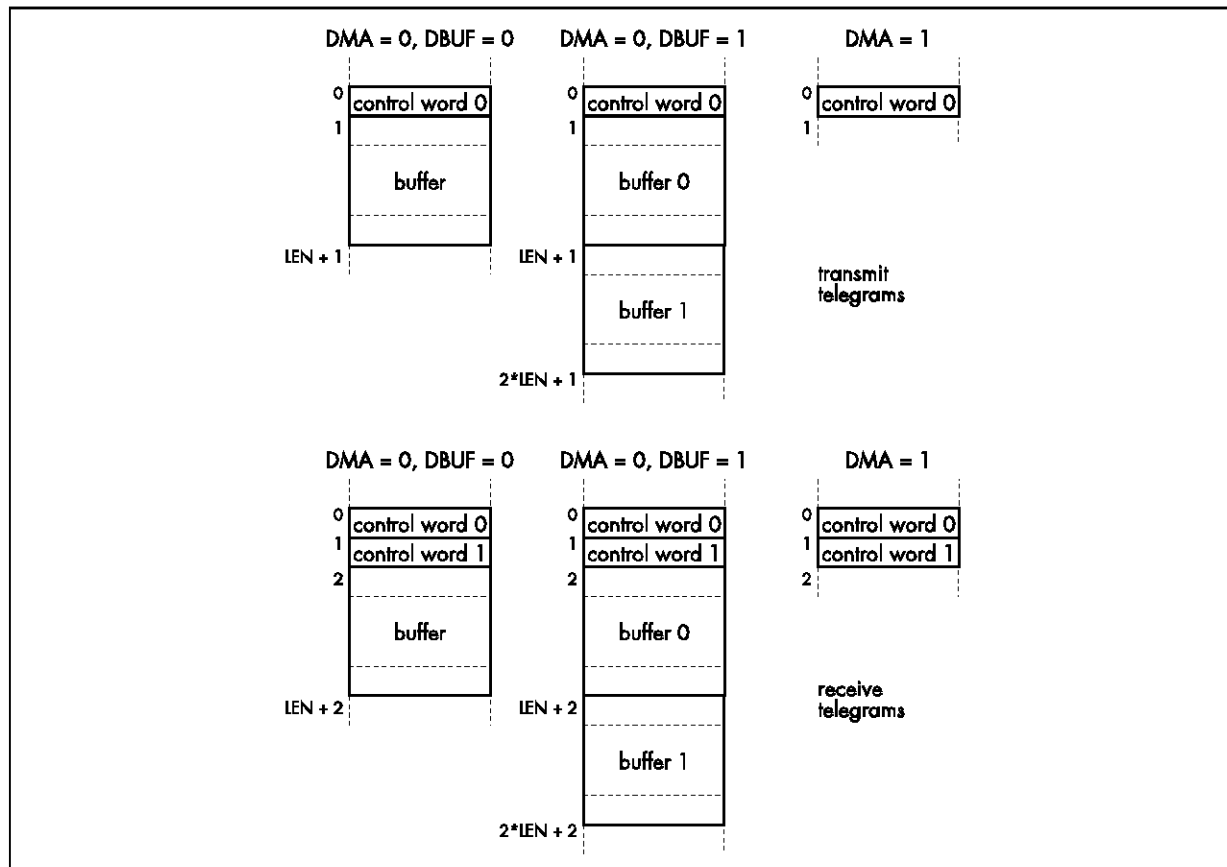 DMA = 0, DBUF = 0
DMA = 0, DBUF = 1
DMA = 1
0
control word 0
1
buffer
LEN + 1
0
control word 0
1
buffer 0
LEN + 1
buffer 1
2*LEN + 1
0
control word 0
1
transmit
telegrams
DMA = 0, DBUF = 0
DMA = 0, DBUF = 1
DMA = 1
0
control word 0
1
control word 1
2
buffer
LEN + 2
0
control word 0
1
control word 1
2
buffer 0
LEN + 2
buffer 1
2*LEN + 2
0
control word 0
1
control word 1
2
receive
telegrams